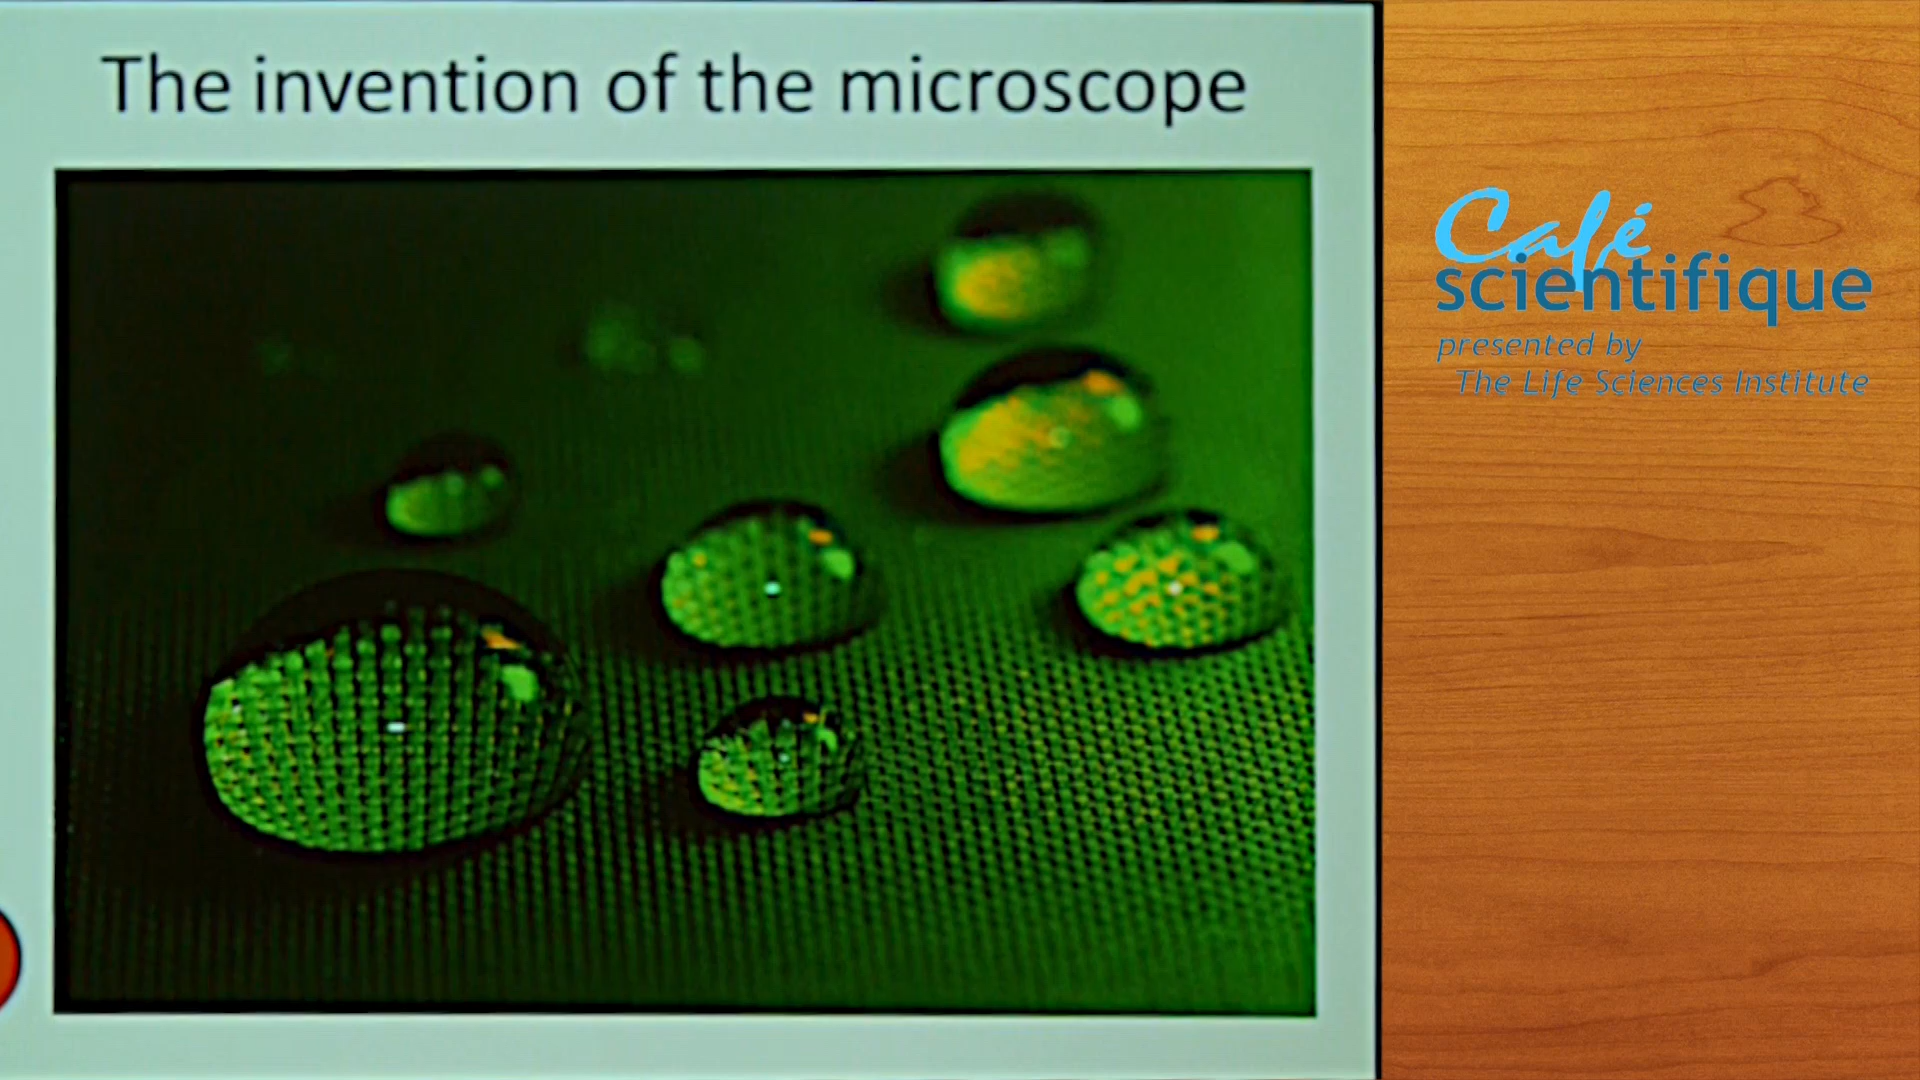 The invention of the microscope
Café
scientifique
presented by
The Life Sciences Institute